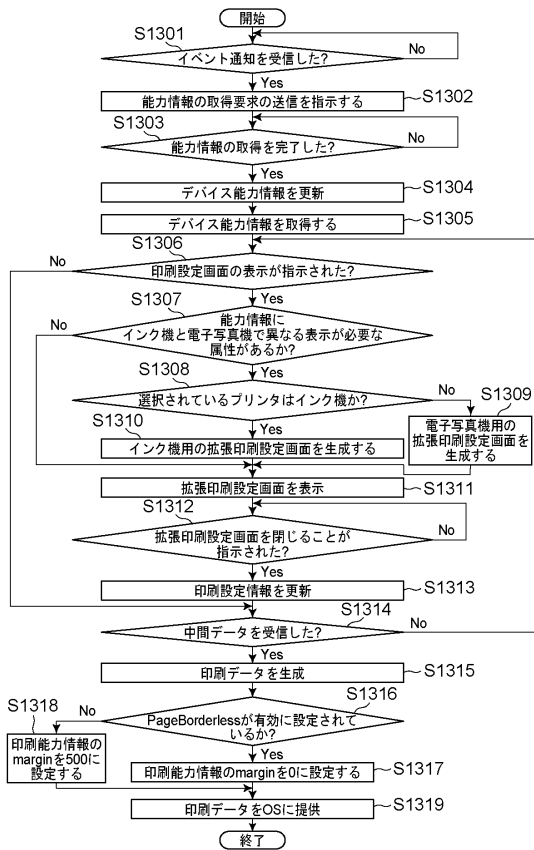 開始
S1301
イベント通知を受信した?
No
Yes
能力情報の取得要求の送信を指示する
S1302
S1303
能力情報の取得を完了した?
No
Yes
デバイス能力情報を更新
S1304
デバイス能力情報を取得する
S1305
S1306
No
印刷設定画面の表示が指示された?
Yes
S1307
No
能力情報に
インク機と電子写真機で異なる表示が必要な
属性があるか?
Yes
S1308
選択されているプリンタはインク機か?
No
S1309
電子写真機用の
拡張印刷設定画面を
生成する
Yes
S1310
インク機用の拡張印刷設定画面を生成する
拡張印刷設定画面を表示
S1311
S1312
拡張印刷設定画面を閉じることが
指示された?
No
Yes
印刷設定情報を更新
S1313
S1314
中間データを受信した?
No
Yes
印刷データを生成
S1315
S1316
PageBorderlessが有効に設定されて
いるか?
No
S1318
印刷能力情報の
marginを500に
設定する
Yes
印刷能力情報のmarginを0に設定する
S1317
印刷データをOSに提供
S1319
終了